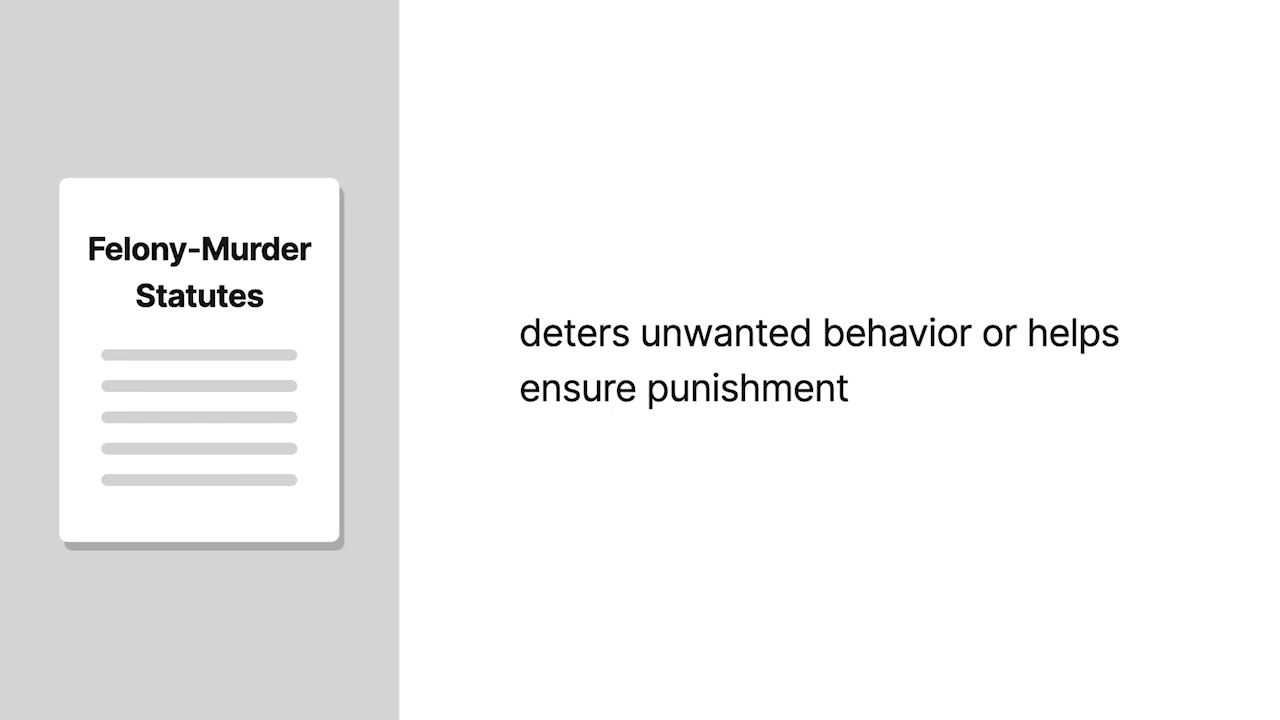 Felony-Murder
Statutes
deters unwanted behavior or helps
ensure punishment